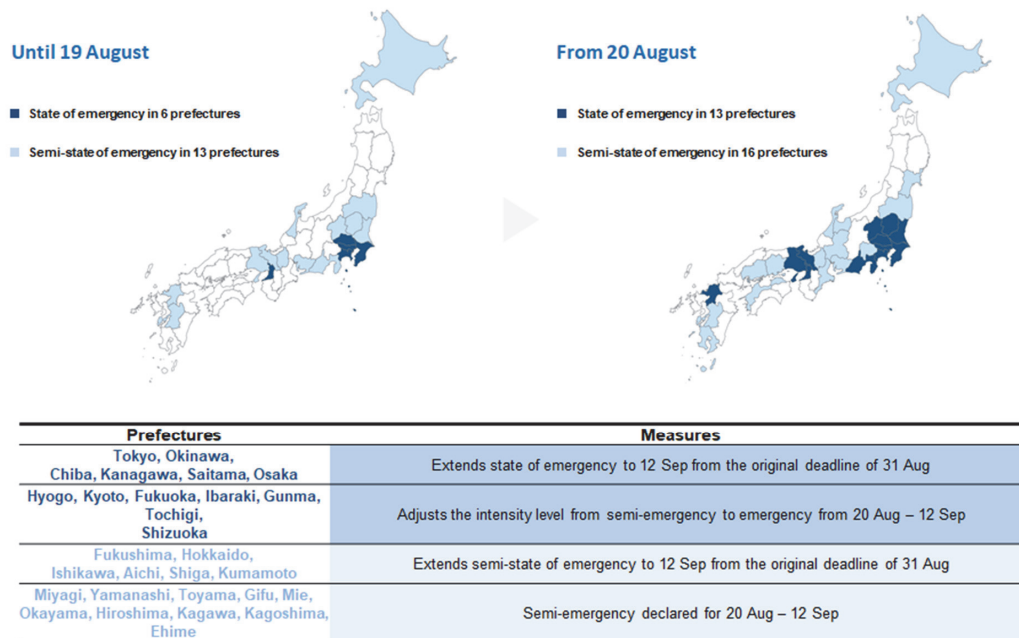 Until 19 August
State of emergency in 6 prefectures
Semi-state of emergency in 13 prefectures
From 20 August
State of emergency in 13 prefectures
Semi-state of emergency in 16 prefectures
Prefectures
Measures
Tokyo, Okinawa,
Chiba, Kanagawa, Saitama, Osaka
Extends state of emergency to 12 Sep from the original deadline of 31 Aug
Hyogo, Kyoto, Fukuoka, Ibaraki, Gunma,
Tochigi,
Shizuoka
Adjusts the intensity level from semi-emergency to emergency from 20 Aug – 12 Sep
Fukushima, Hokkaido,
Ishikawa, Aichi, Shiga, Kumamoto
Extends semi-state of emergency to 12 Sep from the original deadline of 31 Aug
Miyagi, Yamanashi, Toyama, Gifu, Mie,
Okayama, Hiroshima, Kagawa, Kagoshima,
Ehime
Semi-emergency declared for 20 Aug – 12 Sep